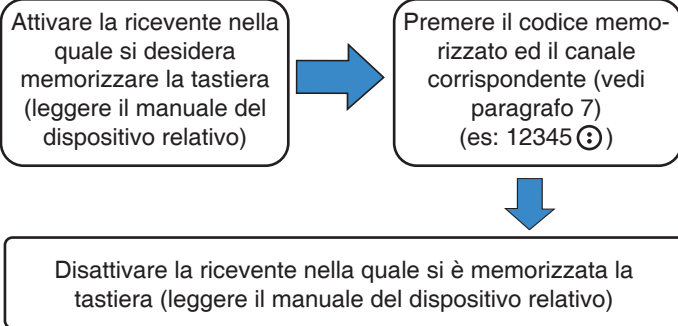 Attivare la ricevente nella
quale si desidera
memorizzare la tastiera
(leggere il manuale del
dispositivo relativo)
Premere il codice memo-
rizzato ed il canale
corrispondente (vedi
paragrafo 7)
(es: 12345 )
Disattivare la ricevente nella quale si è memorizzata la
tastiera (leggere il manuale del dispositivo relativo)